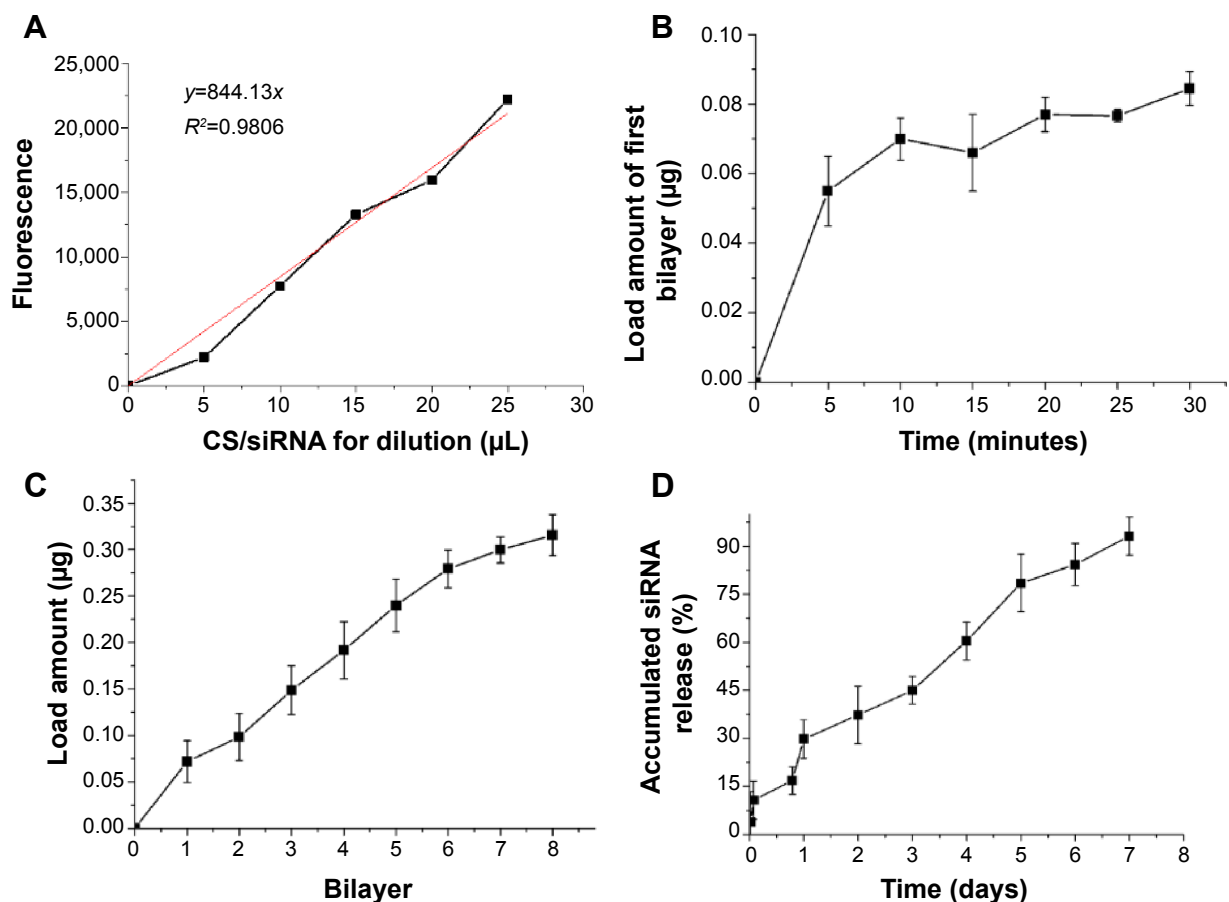 A
25,000
20,000
15,000
10,000
5,000
0
Fluorescence
y=844.13x
R²=0.9806
0 5 10 15 20 25 30
CS/siRNA for dilution (µL)
B
0.10
0.08
0.06
0.04
0.02
0.00
Load amount of first
bilayer (µg)
0 5 10 15 20 25 30
Time (minutes)
C
0.35
0.30
0.25
0.20
0.15
0.10
0.05
0.00
Load amount (µg)
0 1 2 3 4 5 6 7 8
Bilayer
D
90
75
60
45
30
15
0
Accumulated siRNA
release (%)
0 1 2 3 4 5 6 7 8
Time (days)